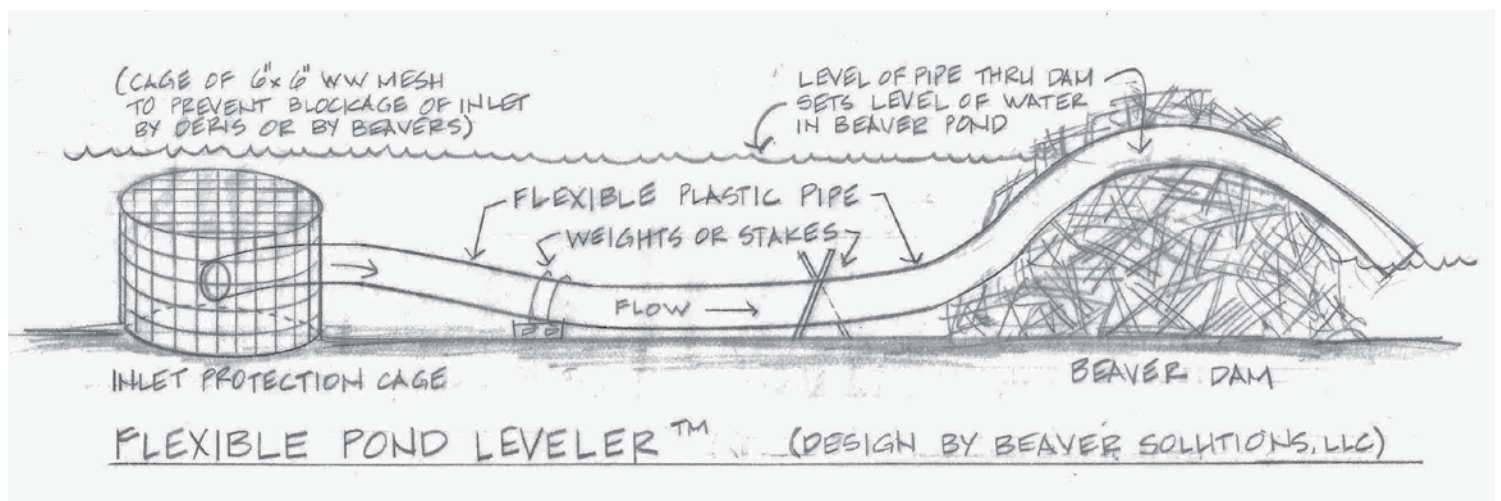 (CAGE OF 6"x 6" WW MESH
TO PREVENT BLOCKAGE OF INLET
BY DERIS OR BY BEAVERS)
LEVEL OF PIPE THRU DAM
SETS LEVEL OF WATER
IN BEAVER POND
FLEXIBLE PLASTIC PIPE
WEIGHTS OR STAKES
FLOW
INLET PROTECTION CAGE
BEAVER DAM
FLEXIBLE POND LEVELER™ (DESIGN BY BEAVER SOLUTIONS, LLC)